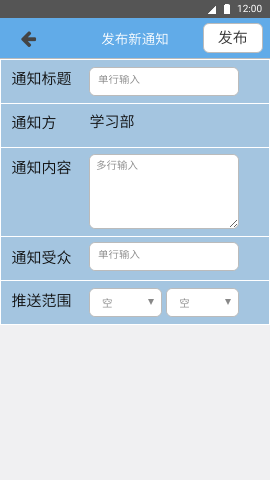 12:00
发布新通知
发布
通知标题
单行输入
通知方
学习部
通知内容
多行输入
通知受众
单行输入
推送范围
空
空